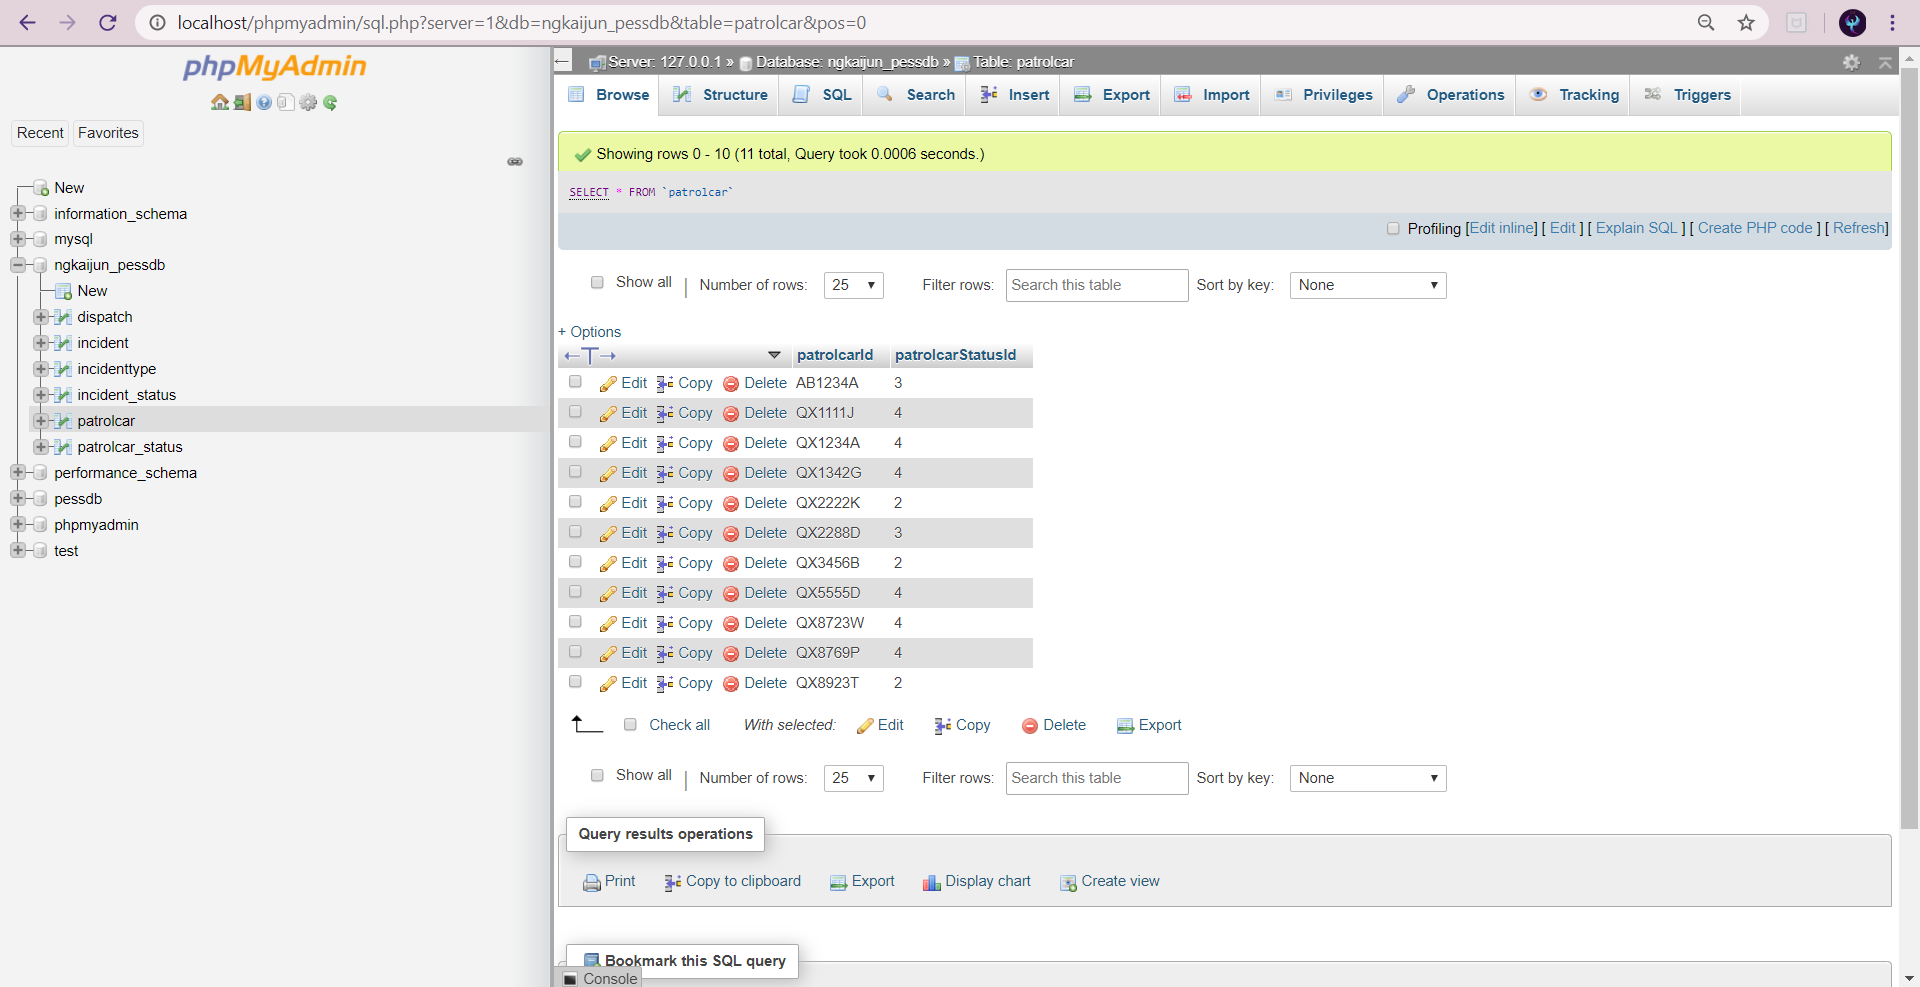 localhost/phpmyadmin/sql.php?server=1&db=ngkaijun_pessdb&table=patrolcar&pos=0
phpMyAdmin
Recent Favorites
New
information_schema
mysql
ngkaijun_pessdb
New
dispatch
incident
incidenttype
incident_status
patrolcar
patrolcar_status
performance_schema
pessdb
phpmyadmin
test
Server: 127.0.0.1 » Database: ngkaijun_pessdb » Table: patrolcar
Browse Structure SQL Search Insert Export Import Privileges Operations Tracking Triggers
Showing rows 0 - 10 (11 total, Query took 0.0006 seconds.)
SELECT * FROM `patrolcar`
Profiling [Edit inline] [ Edit ] [ Explain SQL ] [ Create PHP code ] [ Refresh]
Show all | Number of rows: 25 Filter rows: Search this table Sort by key: None
+ Options
←T→ patrolcarId patrolcarStatusId
Edit Copy Delete AB1234A 3
Edit Copy Delete QX1111J 4
Edit Copy Delete QX1234A 4
Edit Copy Delete QX1342G 4
Edit Copy Delete QX2222K 2
Edit Copy Delete QX2288D 3
Edit Copy Delete QX3456B 2
Edit Copy Delete QX5555D 4
Edit Copy Delete QX8723W 4
Edit Copy Delete QX8769P 4
Edit Copy Delete QX8923T 2
Check all With selected: Edit Copy Delete Export
Show all | Number of rows: 25 Filter rows: Search this table Sort by key: None
Query results operations
Print Copy to clipboard Export Display chart Create view
Bookmark this SQL query
Console